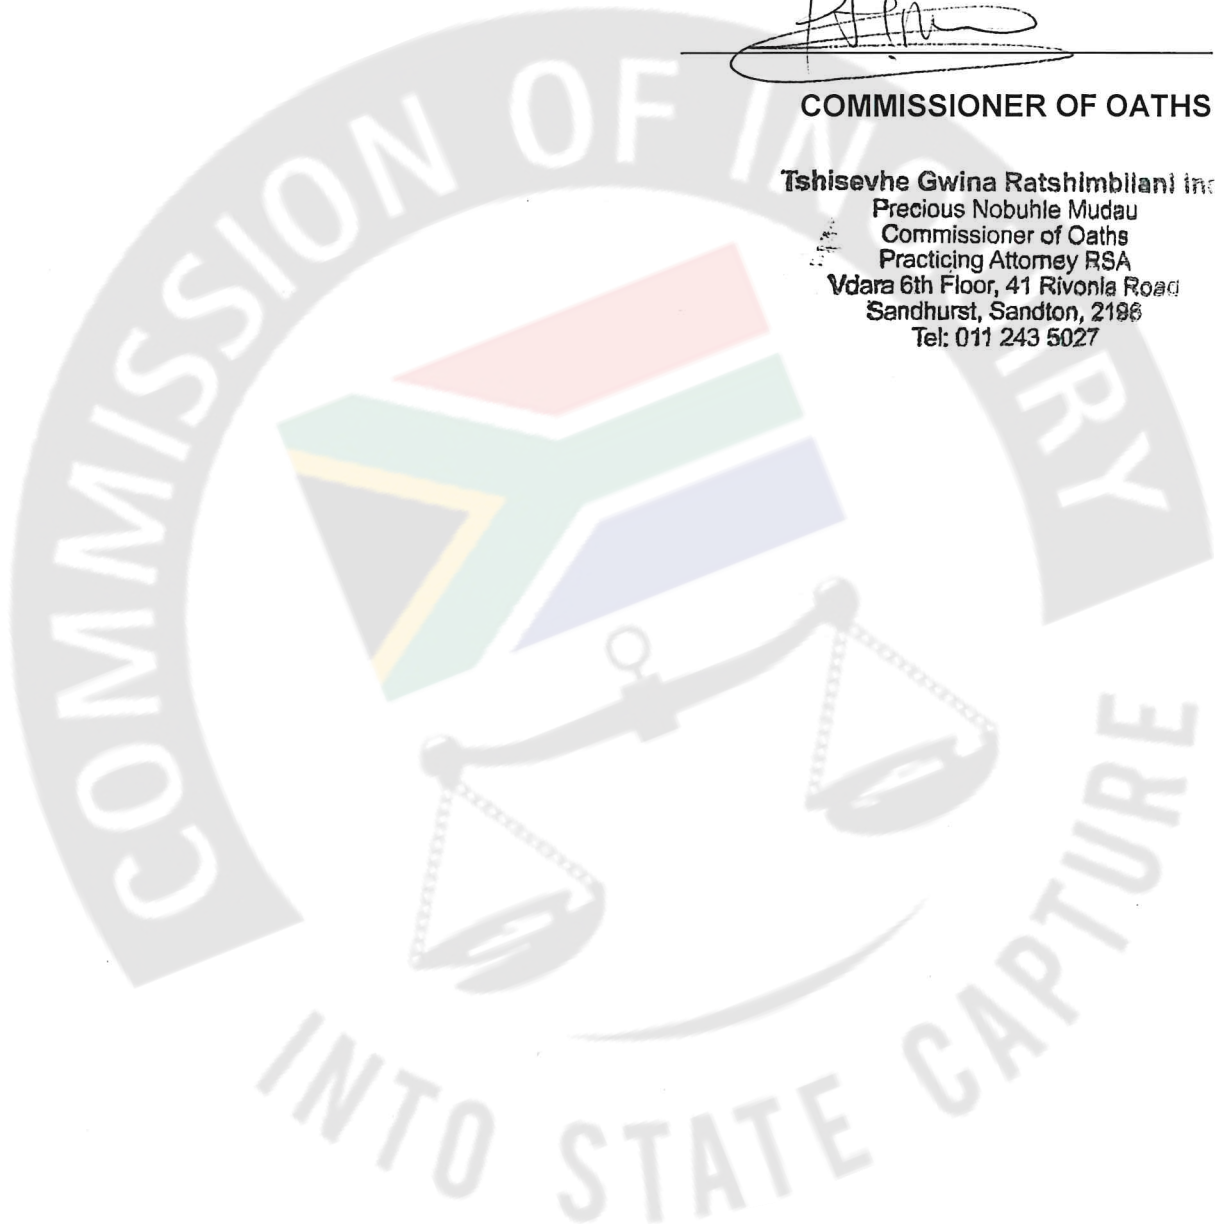 COMMISSION OF INQUIRY
COMMISSIONER OF OATHS
Tshisevhe Gwina Ratshimbilani Inc
Precious Nobuhle Mudau
Commissioner of Oaths
Practicing Attorney RSA
Vdara 6th Floor, 41 Rivonia Road
Sandhurst, Sandton, 2196
Tel: 011 243 5027
INTO STATE CAPTURE